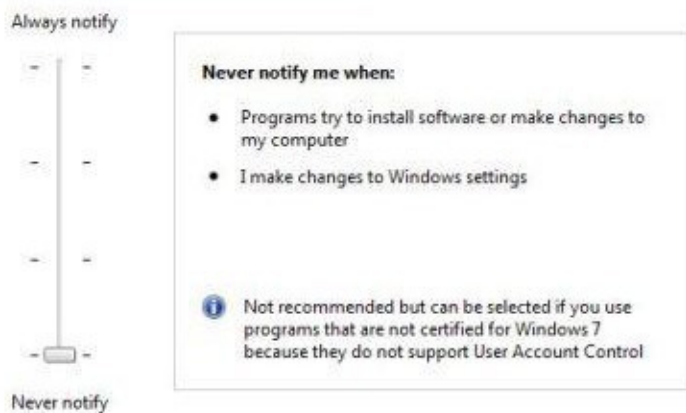 Always notify
Never notify me when:
• Programs try to install software or make changes to
my computer
• I make changes to Windows settings
Not recommended but can be selected if you use
programs that are not certified for Windows 7
because they do not support User Account Control
Never notify